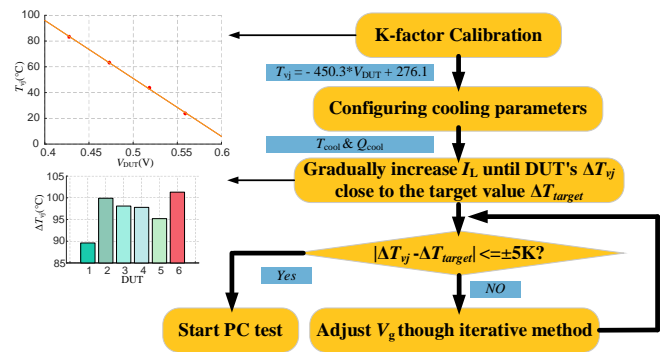 K-factor Calibration
Tvj = - 450.3*VDUT + 276.1
Configuring cooling parameters
Tcool & Qcool
Gradually increase IL until DUT's ΔTvj
close to the target value ΔTtarget
|ΔTvj -ΔTtarget| <=±5K?
Yes
NO
Start PC test
Adjust Vg though iterative method
Tvj(°C)
100
80
60
40
20
0
0.4
0.45
0.5
0.55
0.6
VDUT(V)
ΔTvj(°C)
105
100
95
90
85
1
2
3
4
5
6
DUT